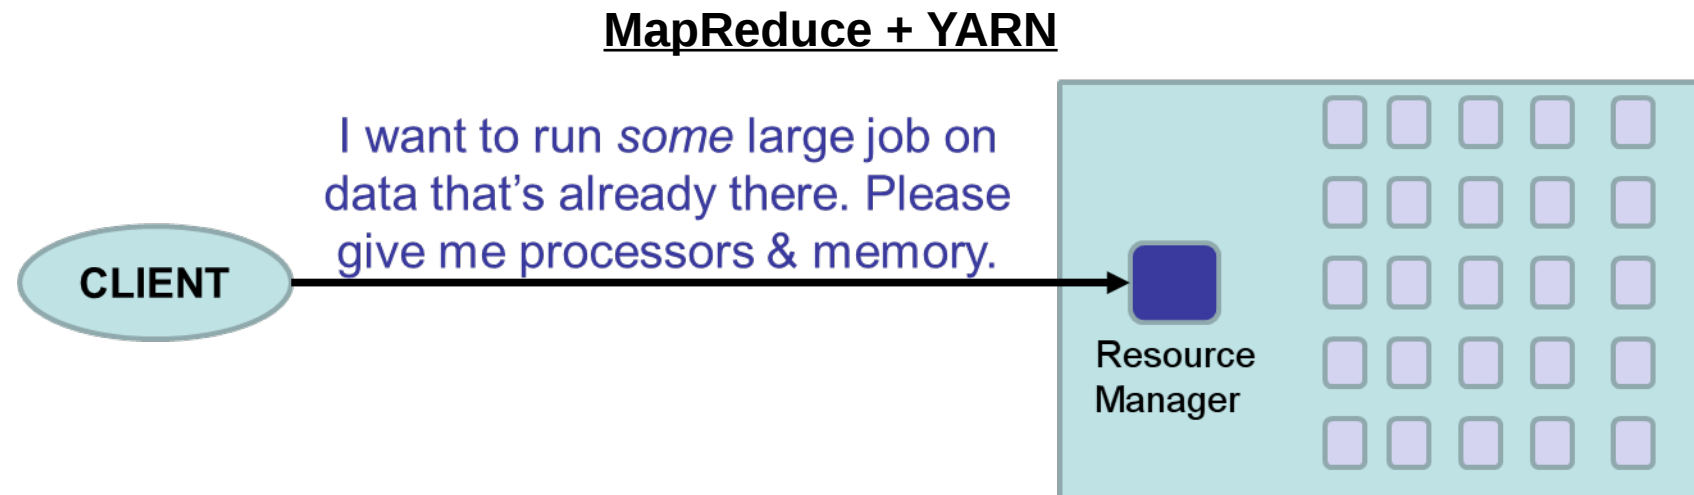 MapReduce + YARN
I want to run some large job on
data that’s already there. Please
give me processors & memory.
CLIENT
Resource
Manager